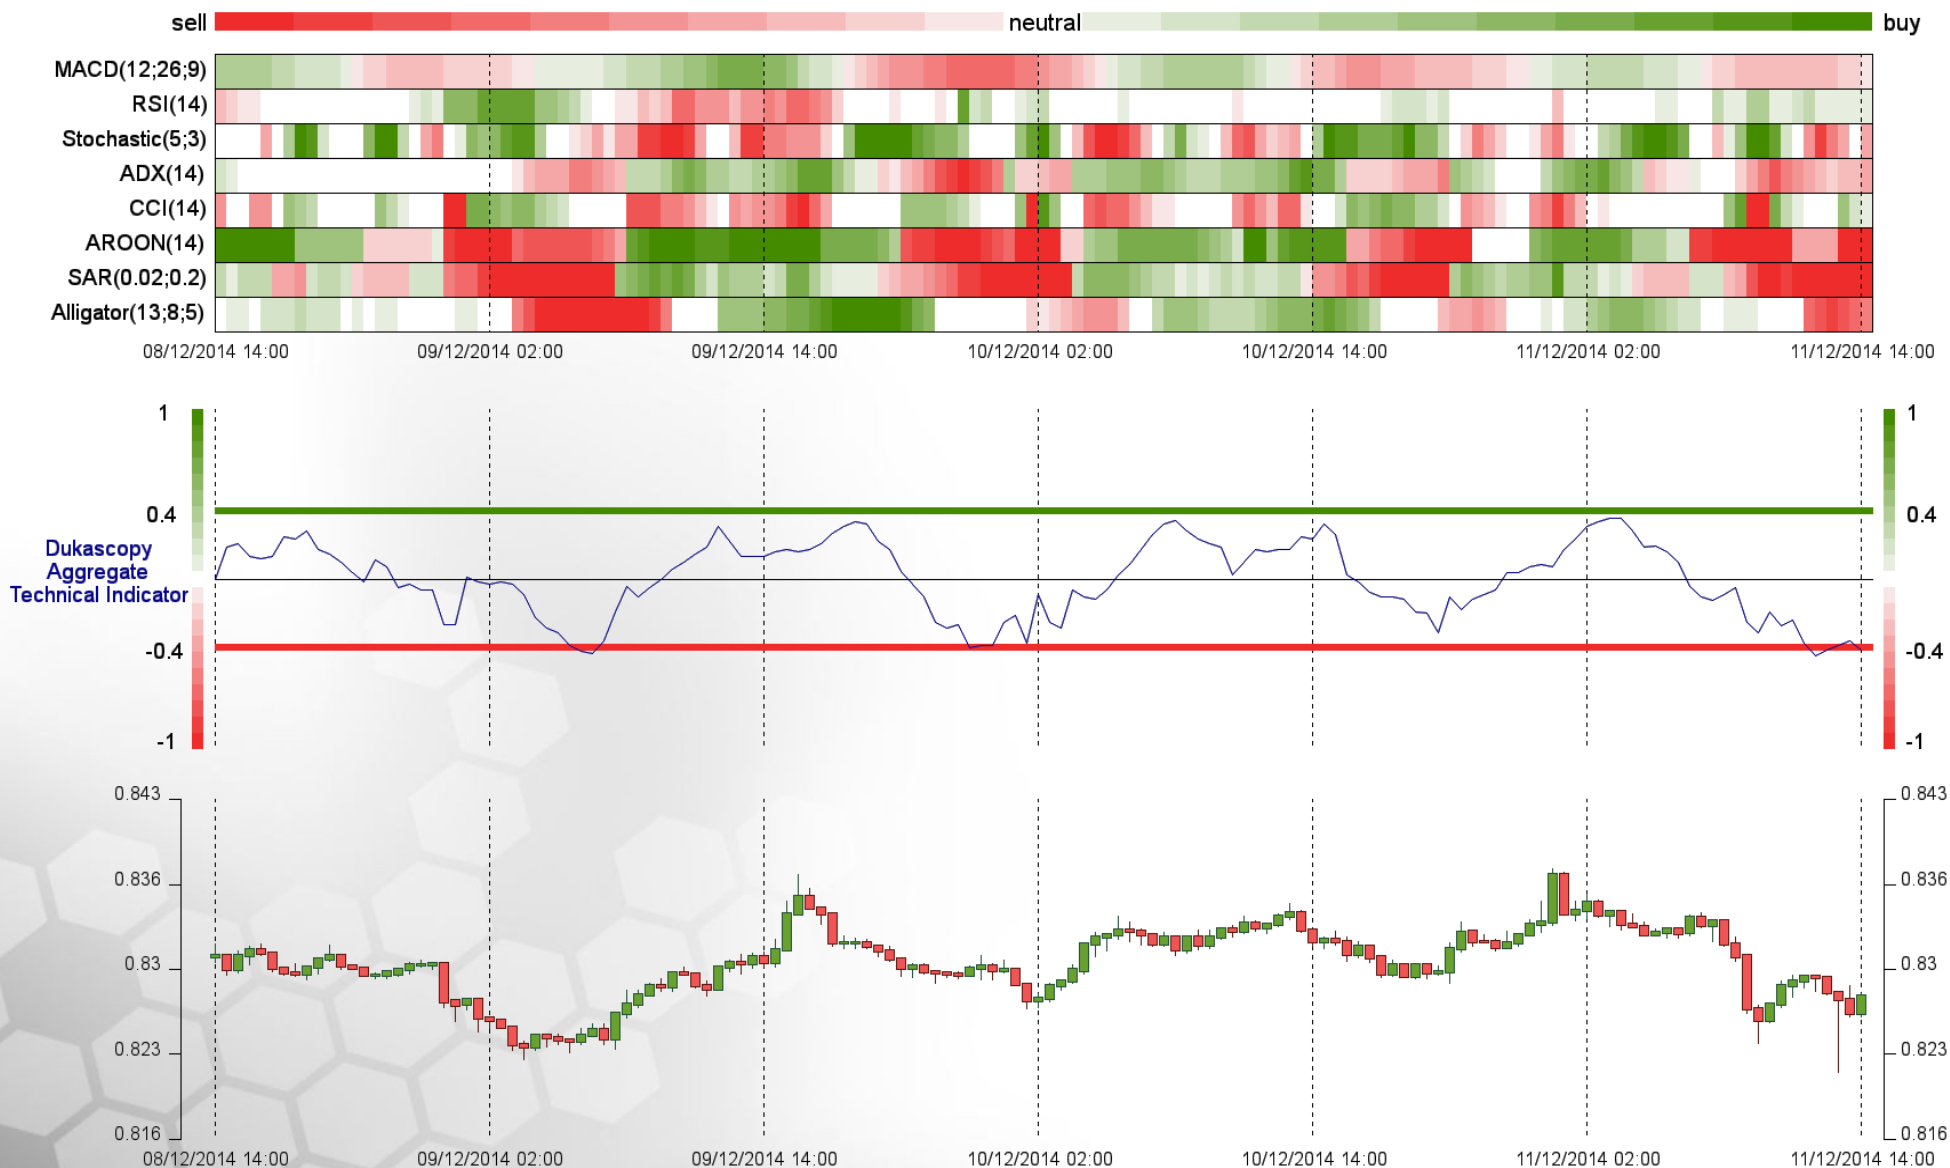 sell neutral buy
MACD(12;26;9)
RSI(14)
Stochastic(5;3)
ADX(14)
CCI(14)
AROON(14)
SAR(0.02;0.2)
Alligator(13;8;5)
08/12/2014 14:00 09/12/2014 02:00 09/12/2014 14:00 10/12/2014 02:00 10/12/2014 14:00 11/12/2014 02:00 11/12/2014 14:00
1 1
0.4 0.4
Dukascopy
Aggregate
Technical Indicator
-0.4 -0.4
-1 -1
0.843 0.843
0.836 0.836
0.83 0.83
0.823 0.823
0.816 0.816
08/12/2014 14:00 09/12/2014 02:00 09/12/2014 14:00 10/12/2014 02:00 10/12/2014 14:00 11/12/2014 02:00 11/12/2014 14:00